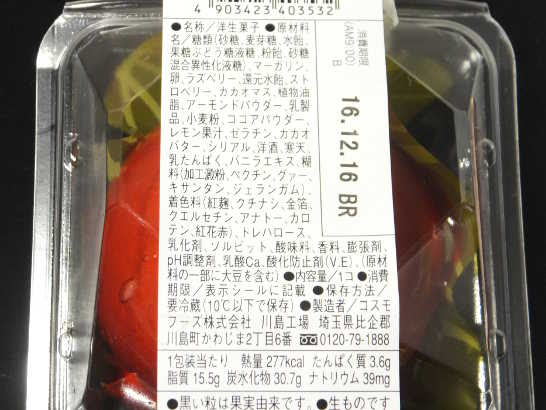 4 903423 403532
●名称／洋生菓子 ●原材料
名／糖類(砂糖、麦芽糖、水飴、
果糖ぶどう糖液糖、粉飴、砂糖
混合異性化液糖)、マーガリン、
卵、ラズベリー、還元水飴、スト
ロベリー、カカオマス、植物油
脂、アーモンドパウダー、乳製
品、小麦粉、ココアパウダー、
レモン果汁、ゼラチン、カカオ
バター、シリアル、洋酒、寒天、
乳たんぱく、バニラエキス、糊
料(加工澱粉、ペクチン、グァー、
キサンタン、ジェランガム)、
着色料(紅麹、クチナシ、金箔、
クエルセチン、アナトー、カロ
テン、紅花赤)、トレハロース、
乳化剤、ソルビット、酸味料、香料、膨張剤、
pH調整剤、乳酸Ca、酸化防止剤(V.E)、(原材
料の一部に大豆を含む) ●内容量／1コ ●消費
期限／表示シールに記載 ●保存方法／
要冷蔵(10℃以下で保存) ●製造者／コスモ
フーズ株式会社 川島工場 埼玉県比企郡
川島町かわじま2丁目6番 0120-79-1888
1包装当たり 熱量 277kcal たんぱく質 3.6g
脂質 15.5g 炭水化物 30.7g ナトリウム 39mg
●黒い粒は果実由来です。●生ものです
消費期限
(AM9:00)
B
16.12.16 BR